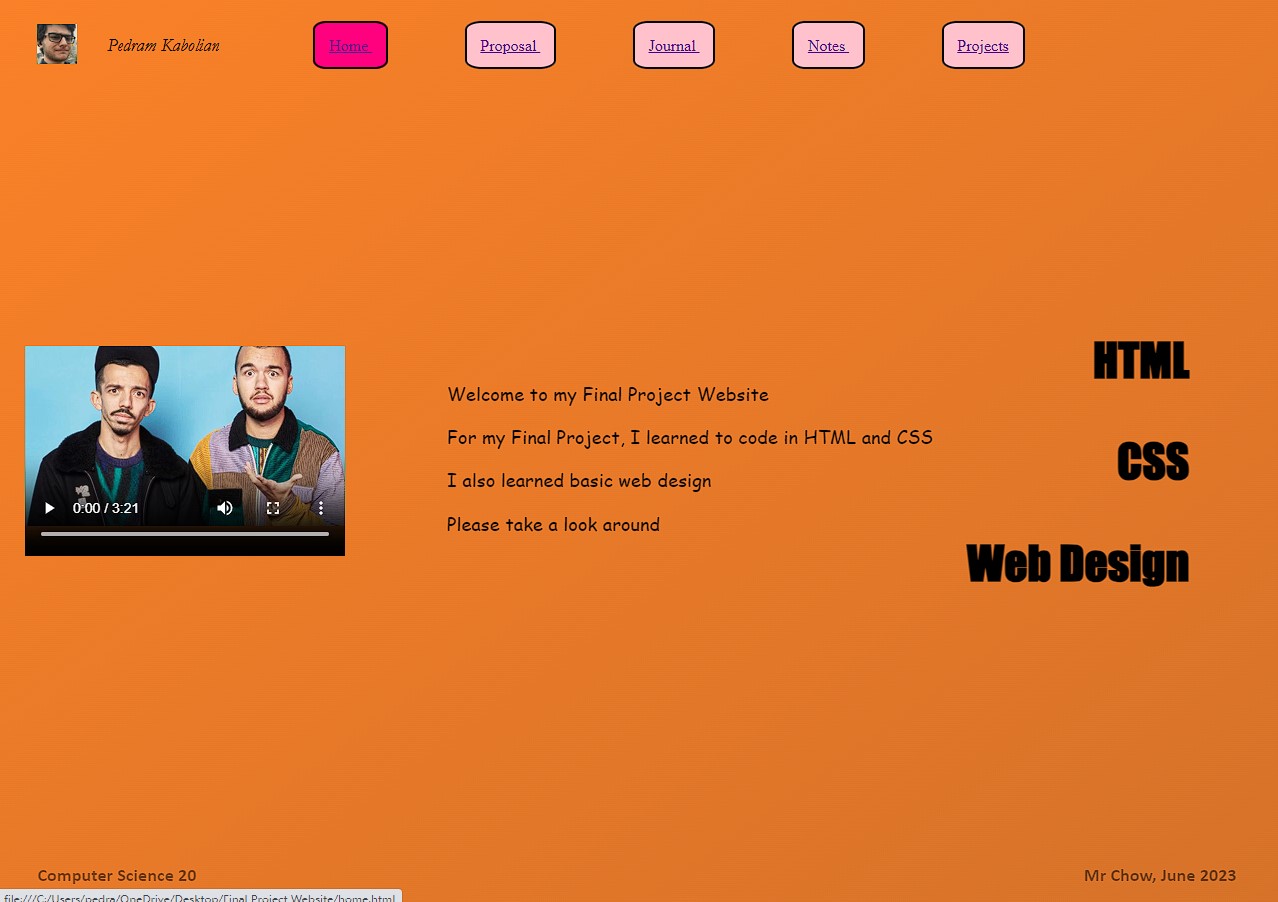 Pedram Kabolian
Home
Proposal
Journal
Notes
Projects
0:00 / 3:21
Welcome to my Final Project Website
For my Final Project, I learned to code in HTML and CSS
I also learned basic web design
Please take a look around
HTML
CSS
Web Design
Computer Science 20
Mr Chow, June 2023
file:///C:/Users/pedra/OneDrive/Desktop/Final Project Website/home.html